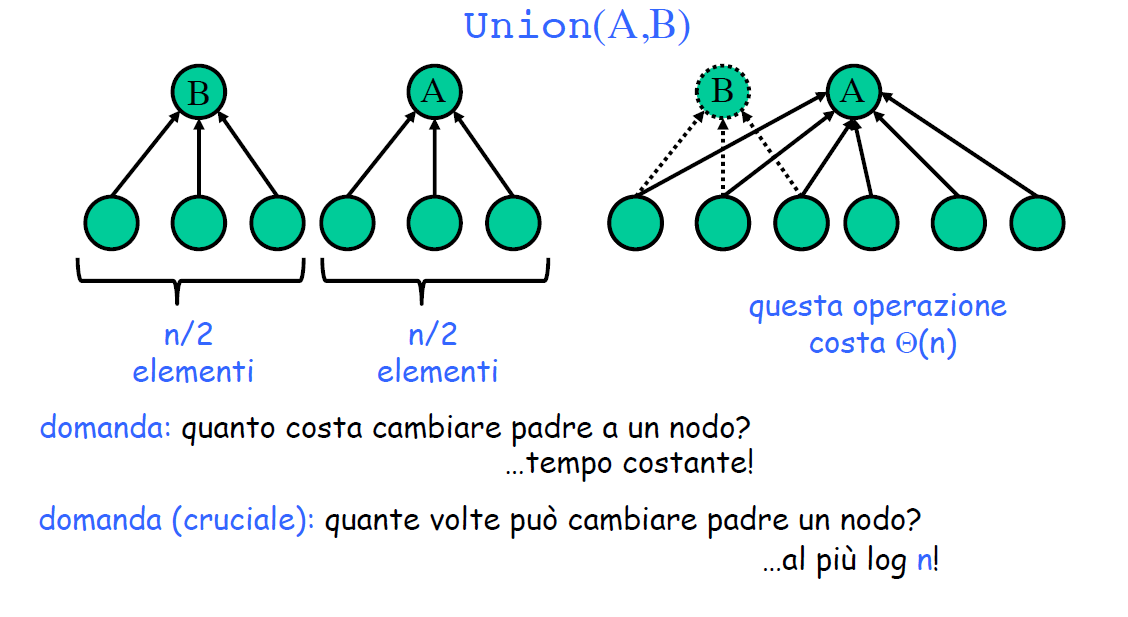 Union(A,B)
B
A
B
A
n/2
elementi
n/2
elementi
questa operazione
costa Θ(n)
domanda: quanto costa cambiare padre a un nodo?
...tempo costante!
domanda (cruciale): quante volte può cambiare padre un nodo?
...al più log n!